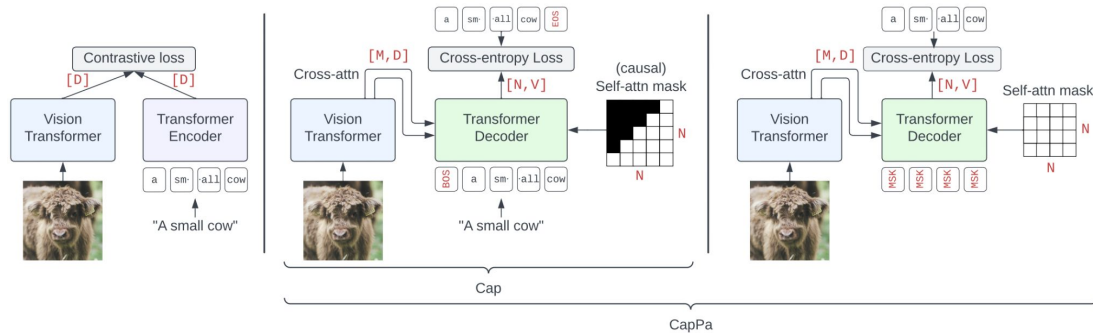 Contrastive loss
[D]
[D]
Vision
Transformer
Transformer
Encoder
a
sm·
·all
cow
"A small cow"
a
sm·
·all
cow
EOS
Cross-entropy Loss
[M,D]
Cross-attn
[N,V]
(causal)
Self-attn mask
Vision
Transformer
Transformer
Decoder
N
N
BOS
a
sm·
·all
cow
"A small cow"
Cap
a
sm·
·all
cow
Cross-entropy Loss
[M,D]
Cross-attn
[N,V]
Self-attn mask
Vision
Transformer
Transformer
Decoder
N
N
MSK
MSK
MSK
MSK
CapPa